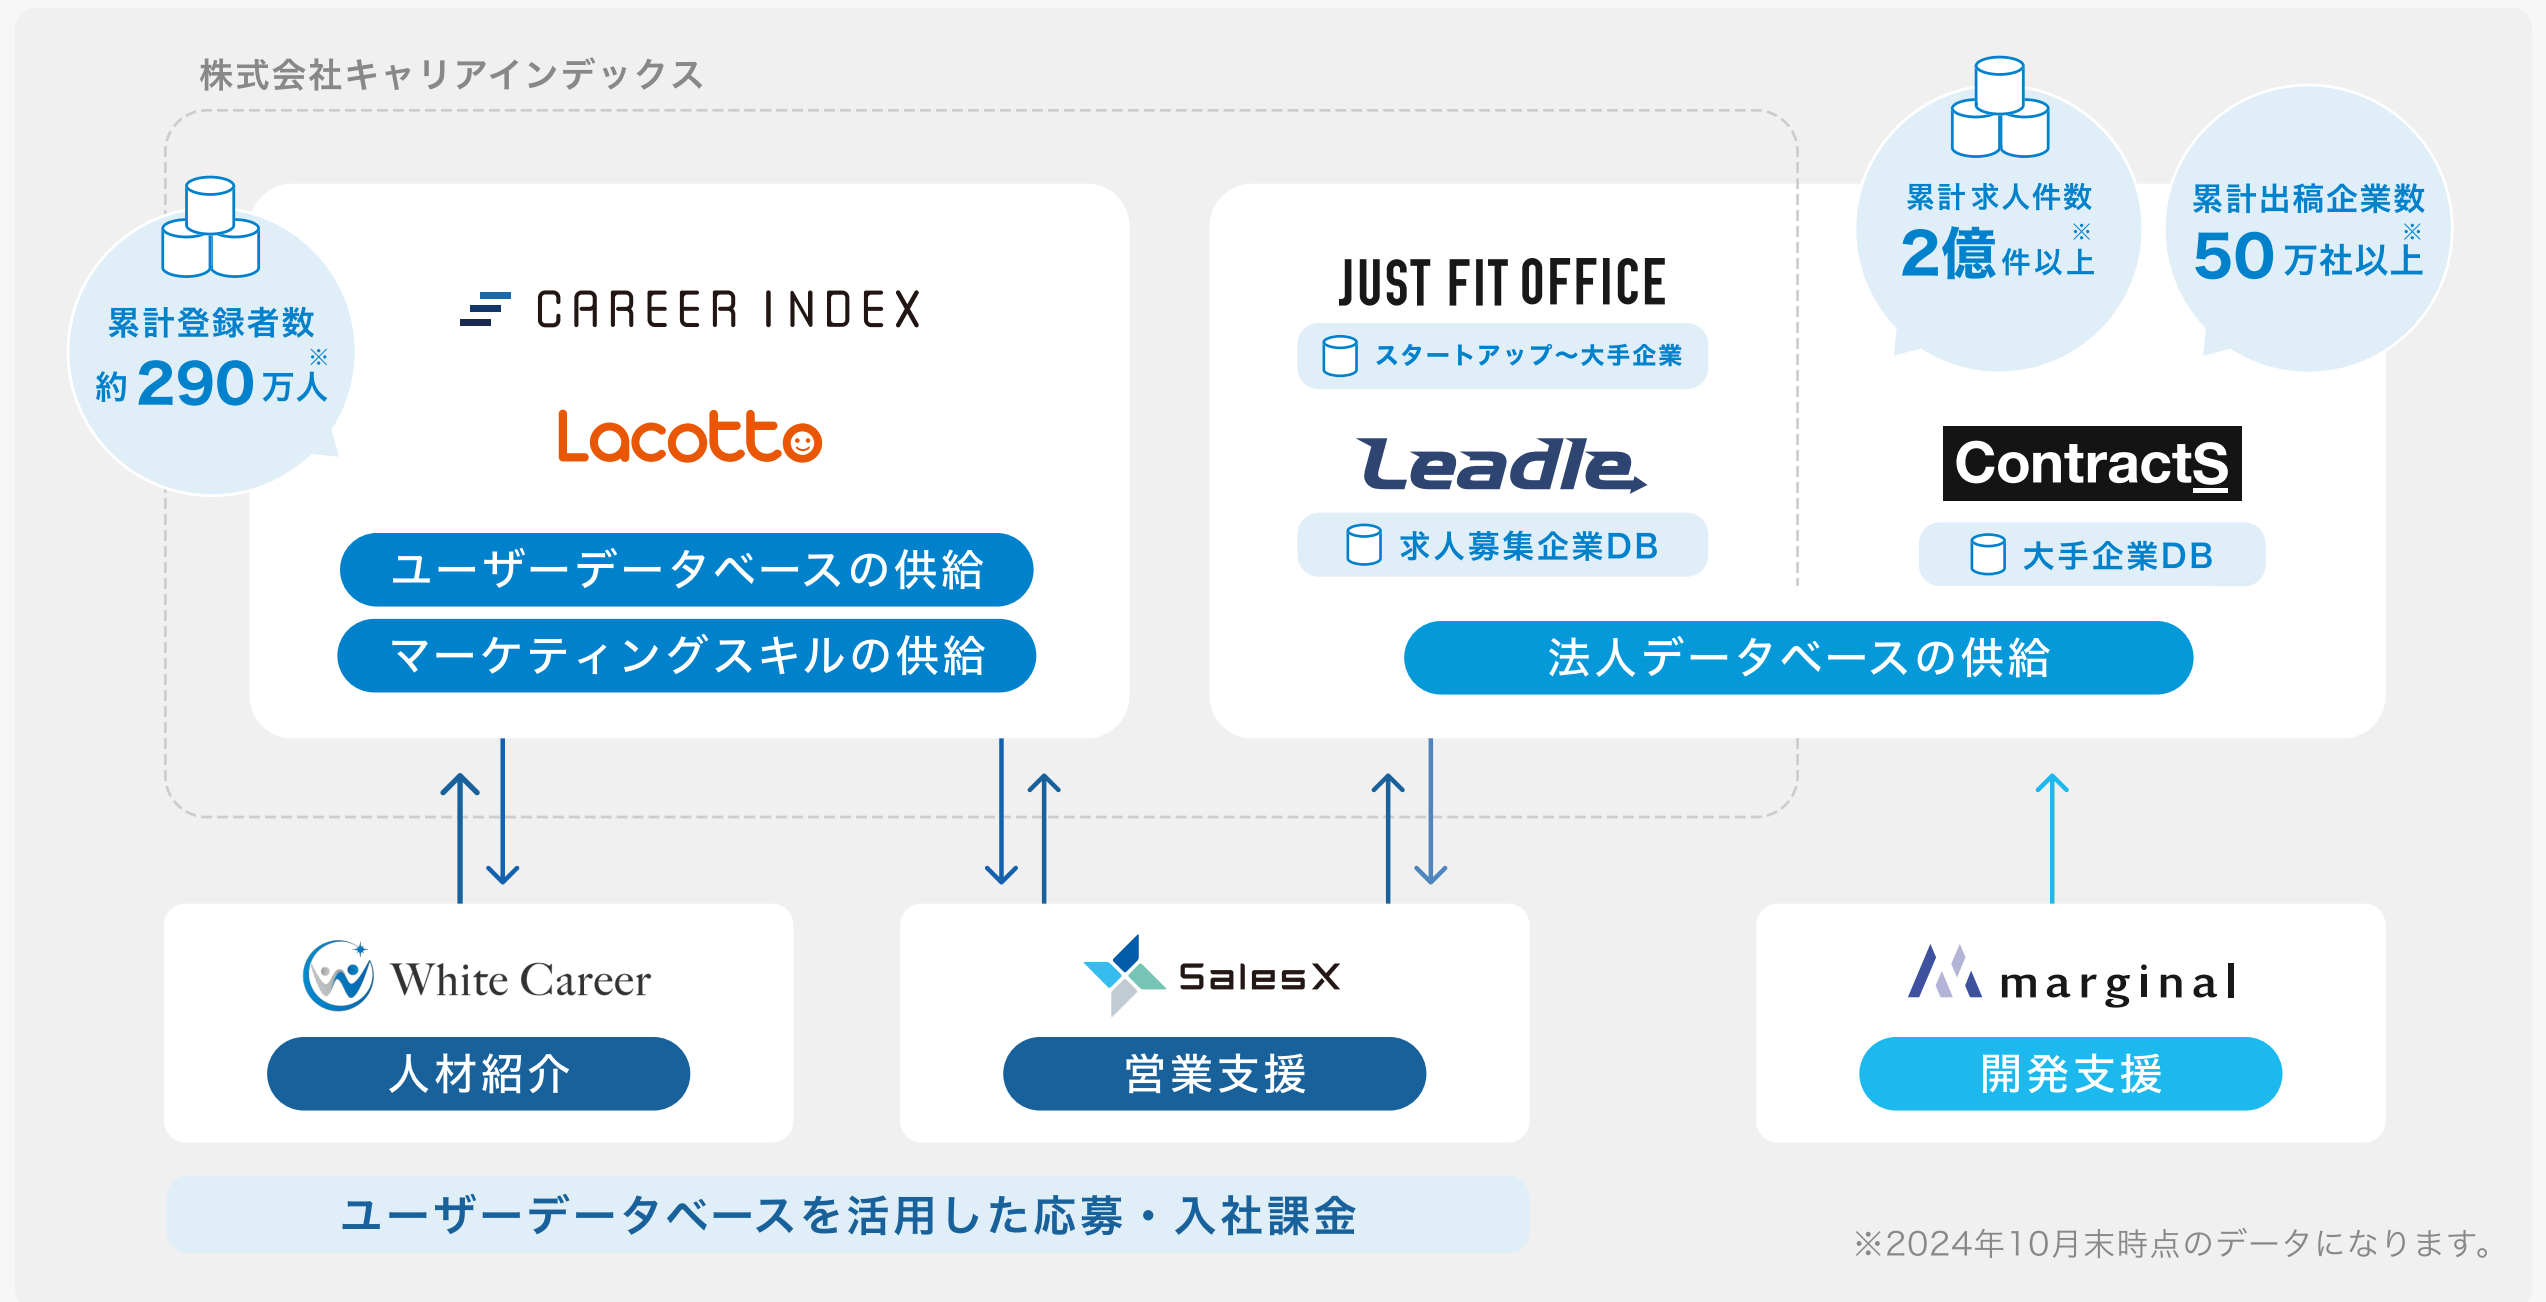 株式会社キャリアインデックス
累計登録者数
約290万人※
CAREER INDEX
Lacotto
ユーザーデータベースの供給
マーケティングスキルの供給
累計求人件数
2億件以上※
累計出稿企業数
50万社以上※
JUST FIT OFFICE
スタートアップ〜大手企業
Leadle
求人募集企業DB
ContractS
大手企業DB
法人データベースの供給
White Career
人材紹介
SalesX
営業支援
marginal
開発支援
ユーザーデータベースを活用した応募・入社課金
※2024年10月末時点のデータになります。